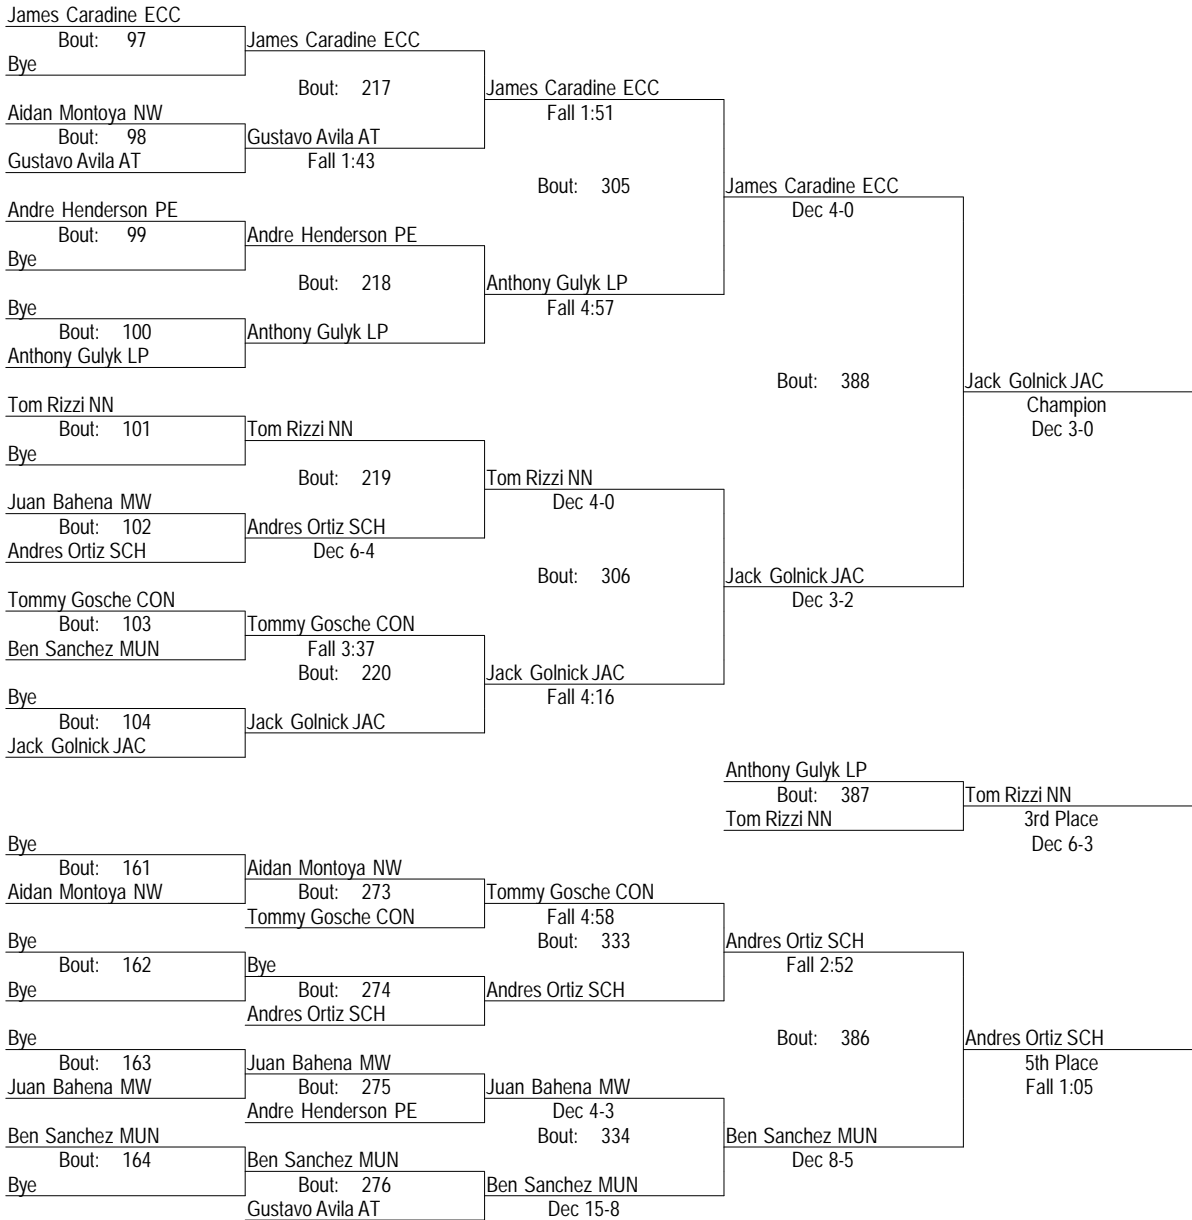 James Caradine ECC
Bout: 97
James Caradine ECC
Bye
Bout: 217
James Caradine ECC
Aidan Montoya NW
Fall 1:51
Bout: 98
Gustavo Avila AT
Gustavo Avila AT
Fall 1:43
Bout: 305
James Caradine ECC
Andre Henderson PE
Dec 4-0
Bout: 99
Andre Henderson PE
Bye
Bout: 218
Anthony Gulyk LP
Bye
Fall 4:57
Bout: 100
Anthony Gulyk LP
Anthony Gulyk LP
Bout: 388
Jack Golnick JAC
Tom Rizzi NN
Champion
Bout: 101
Tom Rizzi NN
Dec 3-0
Bye
Bout: 219
Tom Rizzi NN
Juan Bahena MW
Dec 4-0
Bout: 102
Andres Ortiz SCH
Andres Ortiz SCH
Dec 6-4
Bout: 306
Jack Golnick JAC
Tommy Gosche CON
Dec 3-2
Bout: 103
Tommy Gosche CON
Ben Sanchez MUN
Fall 3:37
Bout: 220
Jack Golnick JAC
Bye
Fall 4:16
Bout: 104
Jack Golnick JAC
Jack Golnick JAC
Anthony Gulyk LP
Bout: 387
Tom Rizzi NN
Tom Rizzi NN
3rd Place
Dec 6-3
Bye
Bout: 161
Aidan Montoya NW
Aidan Montoya NW
Bout: 273
Tommy Gosche CON
Tommy Gosche CON
Fall 4:58
Bye
Bout: 333
Andres Ortiz SCH
Bout: 162
Bye
Fall 2:52
Bye
Bout: 274
Andres Ortiz SCH
Andres Ortiz SCH
Bye
Bout: 386
Andres Ortiz SCH
Bout: 163
Juan Bahena MW
5th Place
Juan Bahena MW
Bout: 275
Juan Bahena MW
Fall 1:05
Andre Henderson PE
Dec 4-3
Ben Sanchez MUN
Bout: 334
Ben Sanchez MUN
Bout: 164
Ben Sanchez MUN
Dec 8-5
Bye
Bout: 276
Ben Sanchez MUN
Gustavo Avila AT
Dec 15-8